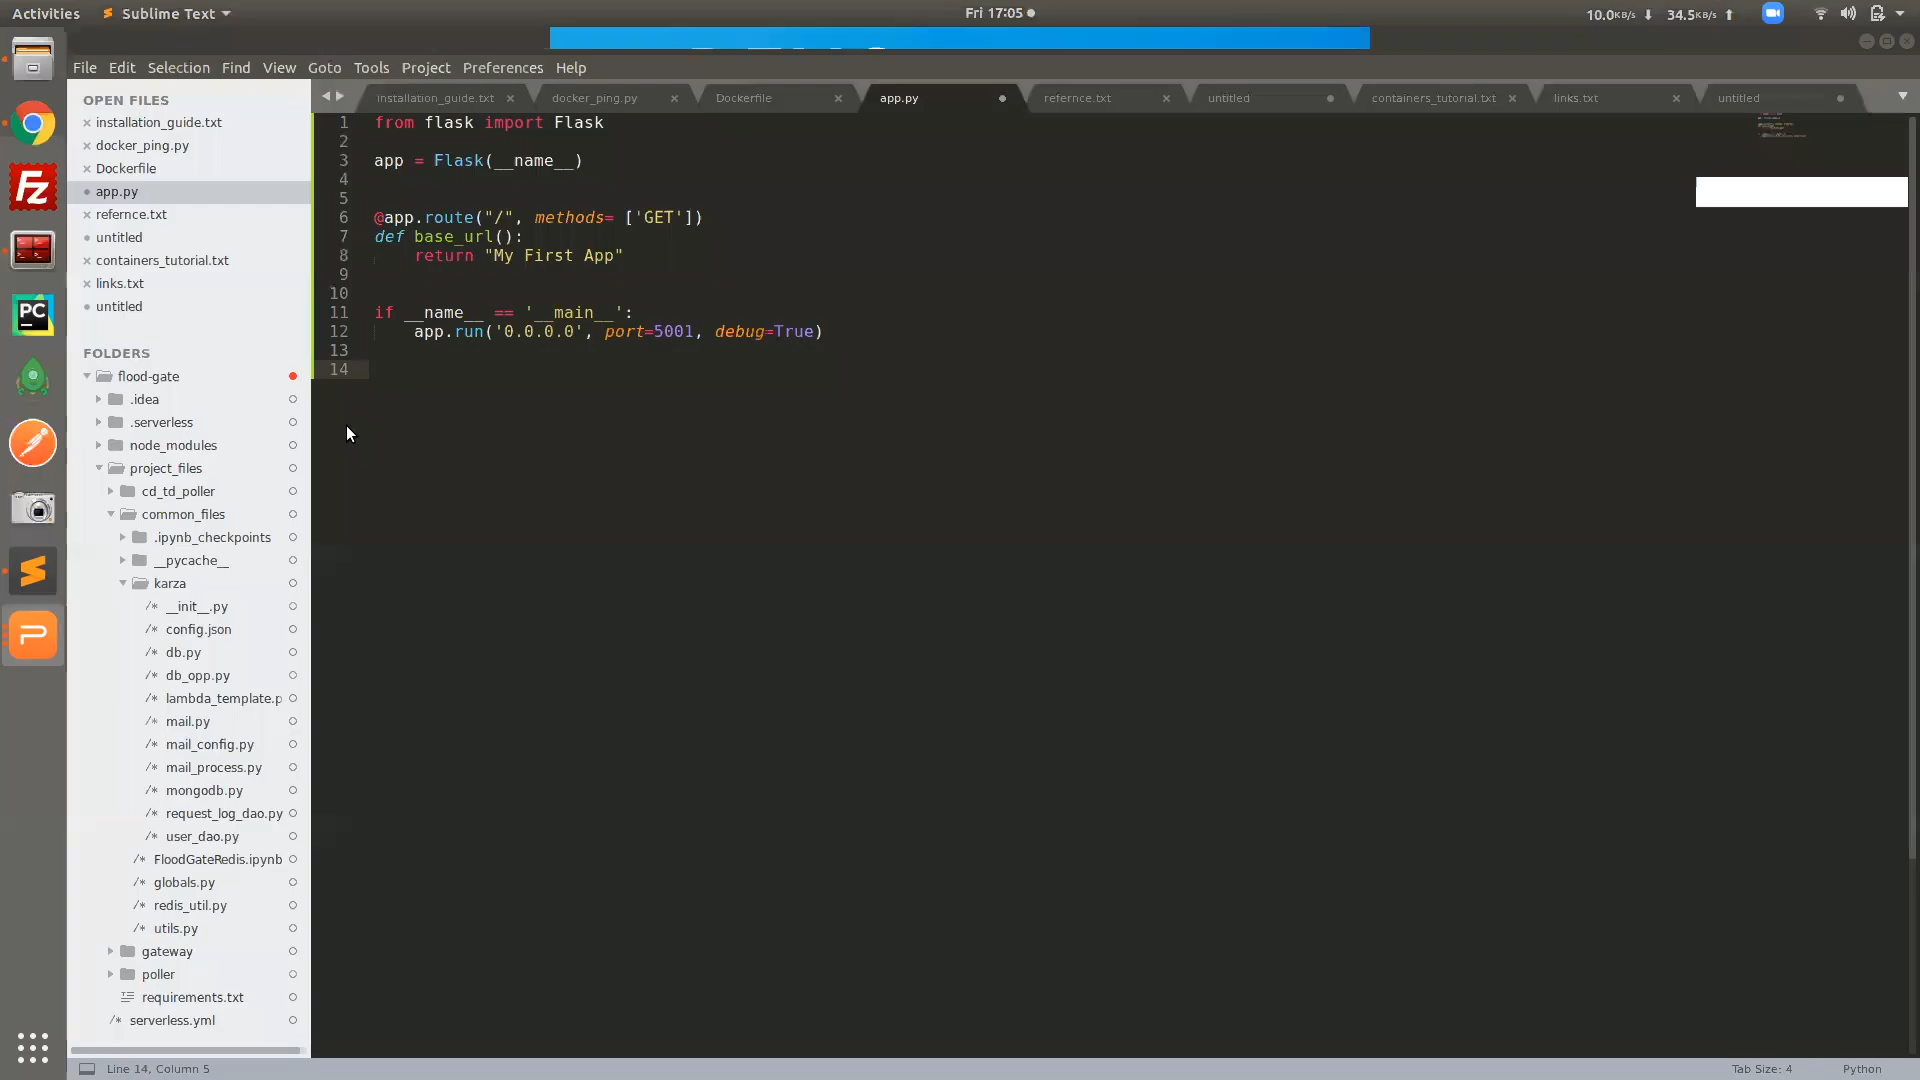 Activities Sublime Text Fri 17:05 10.0KB/s 34.5KB/s
File Edit Selection Find View Goto Tools Project Preferences Help
OPEN FILES
installation_guide.txt
docker_ping.py
Dockerfile
app.py
refernce.txt
untitled
containers_tutorial.txt
links.txt
untitled
FOLDERS
flood-gate
.idea
.serverless
node_modules
project_files
cd_td_poller
common_files
.ipynb_checkpoints
__pycache__
karza
__init__.py
config.json
db.py
db_opp.py
lambda_template.p
mail.py
mail_config.py
mail_process.py
mongodb.py
request_log_dao.py
user_dao.py
FloodGateRedis.ipynb
globals.py
redis_util.py
utils.py
gateway
poller
requirements.txt
serverless.yml
installation_guide.txt docker_ping.py Dockerfile app.py refernce.txt untitled containers_tutorial.txt links.txt untitled
1 from flask import Flask
2
3 app = Flask(__name__)
4
5
6 @app.route("/", methods= ['GET'])
7 def base_url():
8 return "My First App"
9
10
11 if __name__ == '__main__':
12 app.run('0.0.0.0', port=5001, debug=True)
13
14
Line 14, Column 5 Tab Size: 4 Python